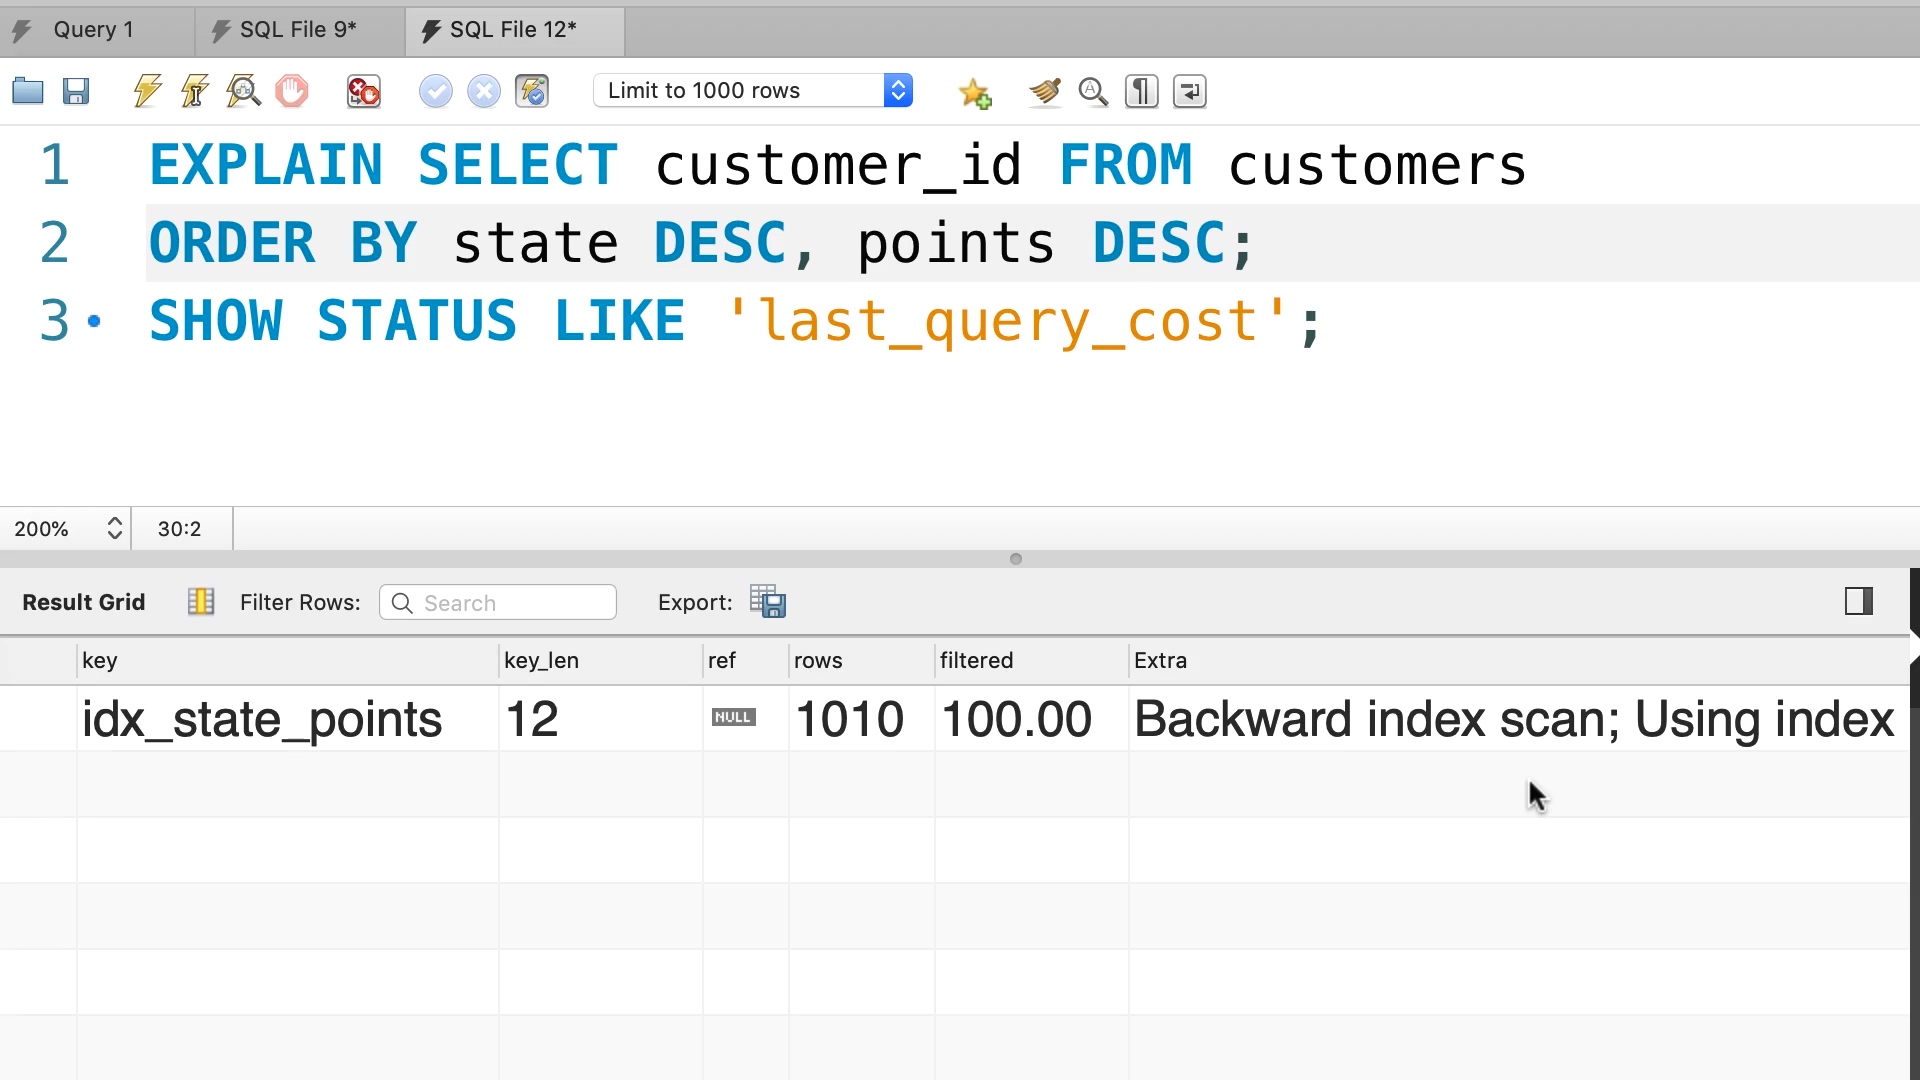 Query 1
SQL File 9*
SQL File 12*
Limit to 1000 rows
1 EXPLAIN SELECT customer_id FROM customers
2 ORDER BY state DESC, points DESC;
3 SHOW STATUS LIKE 'last_query_cost';
200% 30:2
Result Grid Filter Rows: Search Export:
key key_len ref rows filtered Extra
idx_state_points 12 NULL 1010 100.00 Backward index scan; Using index